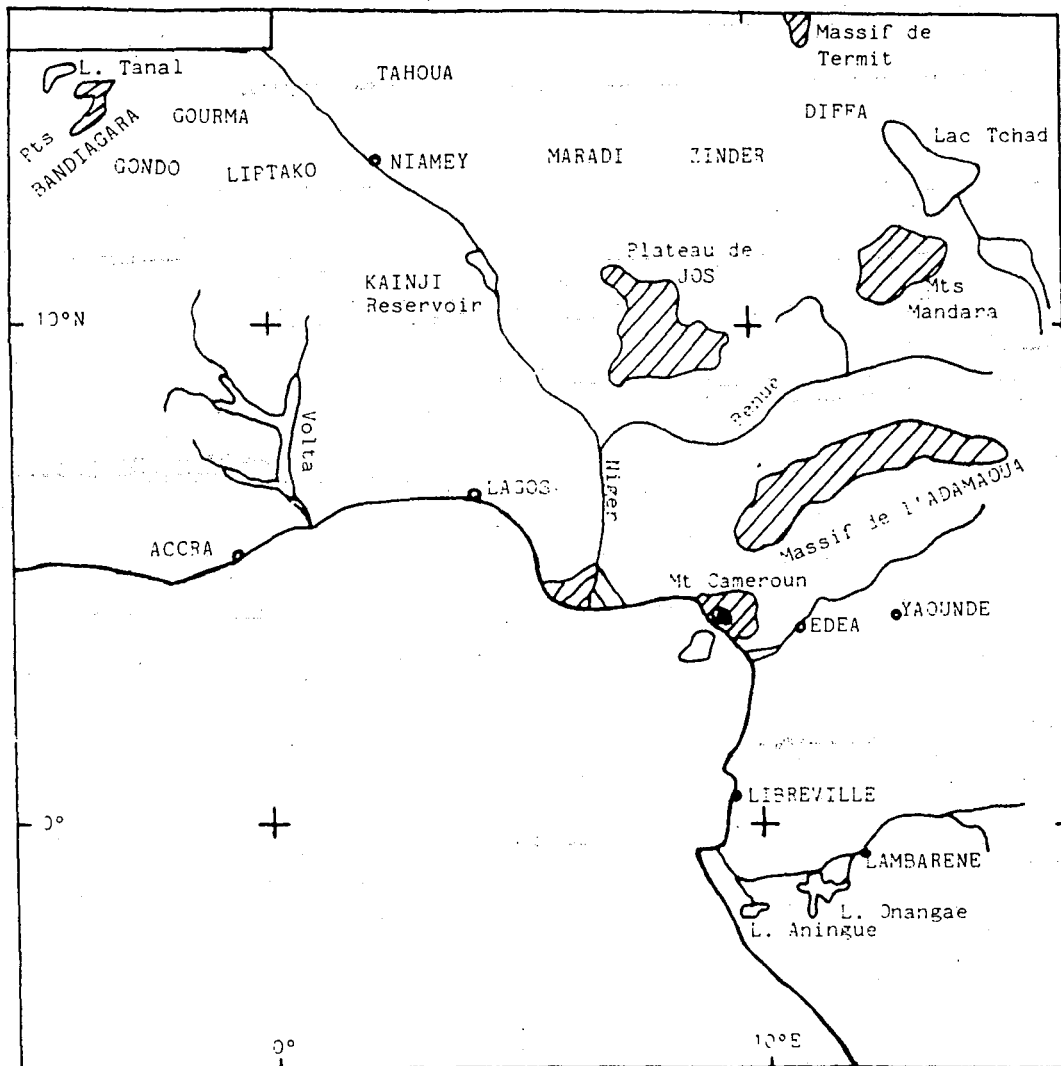 Massif de
Termit
L. Tanal
TAHOUA
DIFFA
GOURMA
Lac Tchad
Pts
BANDIAGARA
GONDO
LIPTAKO
NIAMEY
MARADI
ZINDER
Plateau de
JOS
KAINJI
Reservoir
Mts
Mandara
10°N
Benue
Volta
Niger
LAGOS
Massif de l'ADAMAOUA
ACCRA
Mt Cameroun
EDEA
YAOUNDE
LIBREVILLE
0°
LAMBARENE
L. Onangae
L. Aningue
0°
10°E